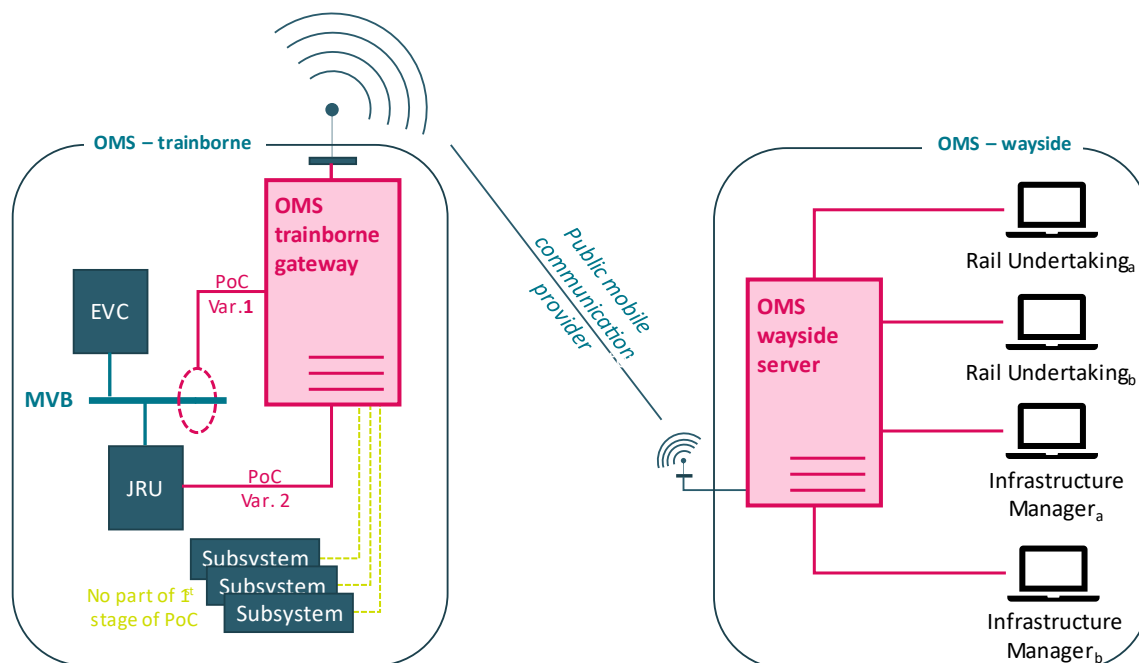 OMS – trainborne
OMS
trainborne
gateway
PoC
Var.1
EVC
MVB
JRU
PoC
Var. 2
Subsystem
Subsystem
Subsystem
No part of 1st
stage of PoC
Public mobile
communication
provider
OMS – wayside
OMS
wayside
server
Rail Undertakinga
Rail Undertakingb
Infrastructure
Managera
Infrastructure
Managerb